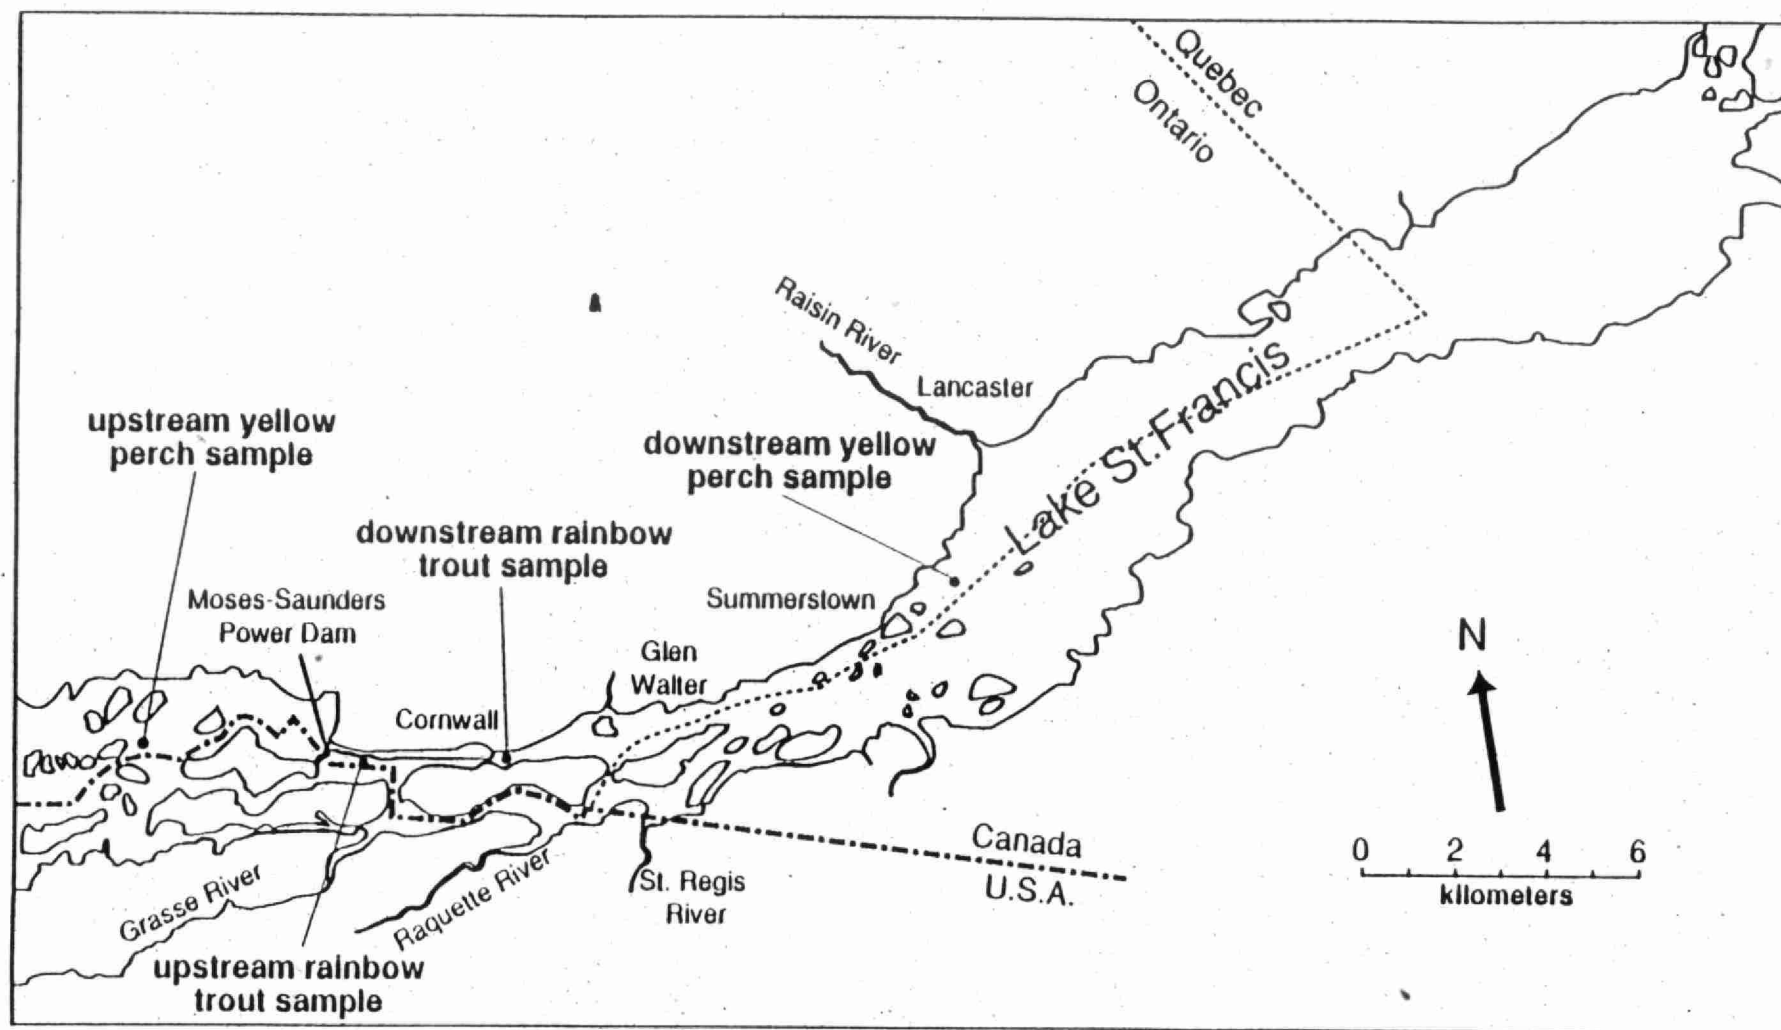 Quebec
Ontario
Raisin River
Lancaster
Lake St.Francis
upstream yellow
perch sample
downstream yellow
perch sample
downstream rainbow
trout sample
Moses-Saunders
Power Dam
Summerstown
Glen
Walter
Cornwall
N
Canada
U.S.A.
0 2 4 6
kilometers
St. Regis
River
Grasse River
Raquette River
upstream rainbow
trout sample